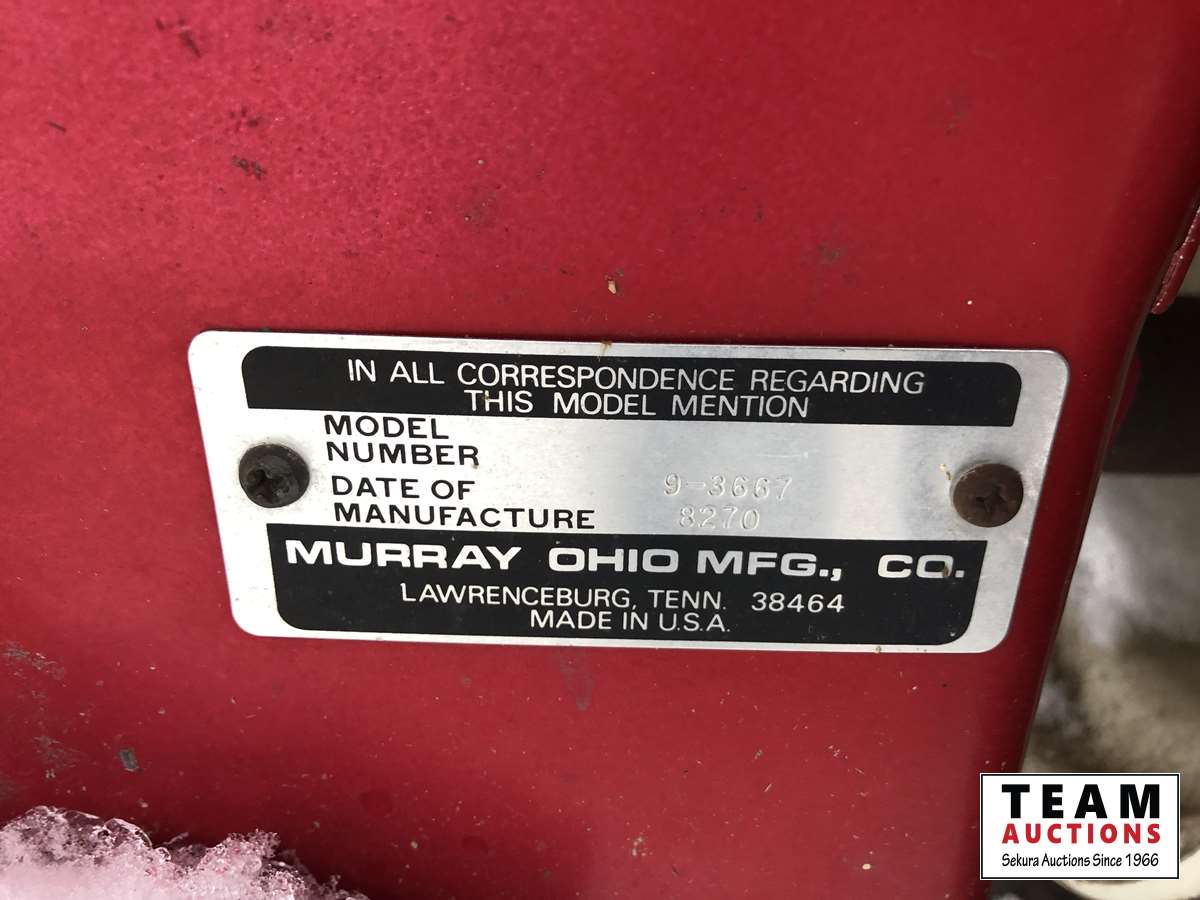 IN ALL CORRESPONDENCE REGARDING
THIS MODEL MENTION
MODEL
NUMBER
9-3667
DATE OF
MANUFACTURE 8270
MURRAY OHIO MFG., CO.
LAWRENCEBURG, TENN. 38464
MADE IN U.S.A.
TEAM
AUCTIONS
Sekura Auctions Since 1966